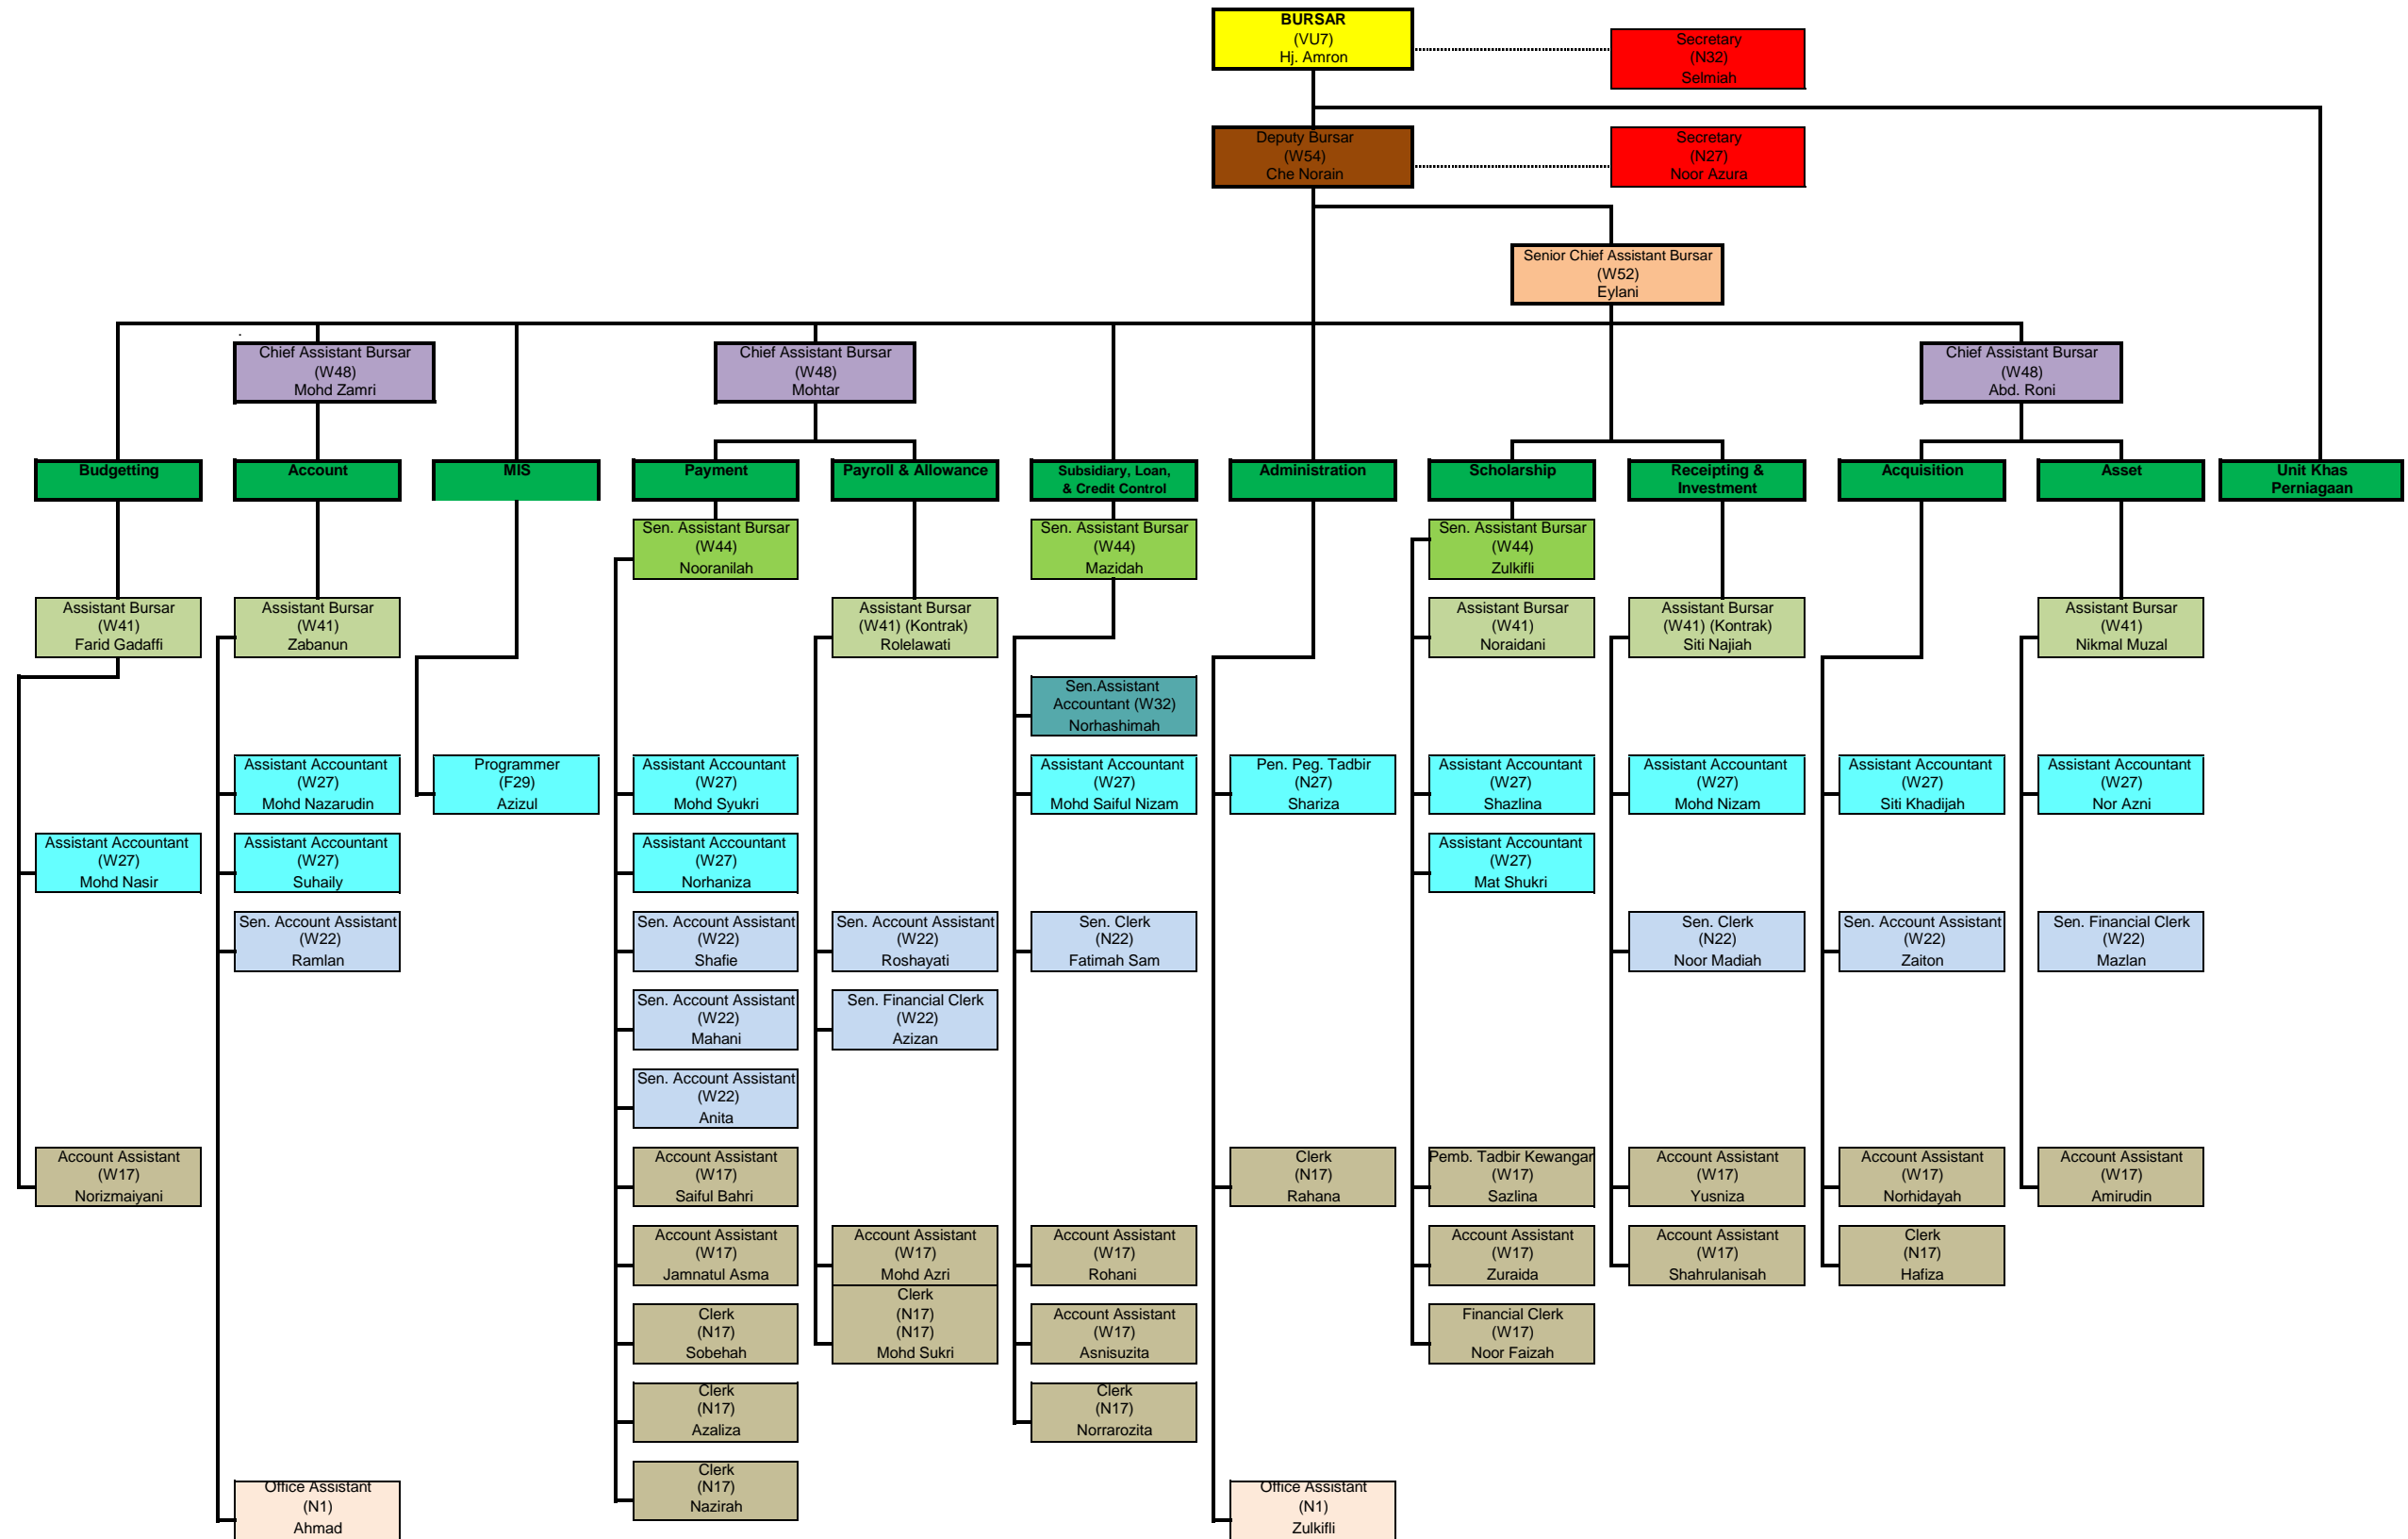 BURSAR
(VU7)
Hj. Amron
Secretary
(N32)
Selmiah
Deputy Bursar
(W54)
Che Norain
Secretary
(N27)
Noor Azura
Senior Chief Assistant Bursar
(W52)
Eylani
Chief Assistant Bursar
(W48)
Mohd Zamri
Chief Assistant Bursar
(W48)
Mohtar
Chief Assistant Bursar
(W48)
Abd. Roni
Budgetting
Account
MIS
Payment
Payroll & Allowance
Subsidiary, Loan,
& Credit Control
Administration
Scholarship
Receipting &
Investment
Acquisition
Asset
Unit Khas
Perniagaan
Sen. Assistant Bursar
(W44)
Nooranilah
Sen. Assistant Bursar
(W44)
Mazidah
Sen. Assistant Bursar
(W44)
Zulkifli
Assistant Bursar
(W41)
Farid Gadaffi
Assistant Bursar
(W41)
Zabanun
Assistant Bursar
(W41) (Kontrak)
Rolelawati
Assistant Bursar
(W41)
Noraidani
Assistant Bursar
(W41) (Kontrak)
Siti Najiah
Assistant Bursar
(W41)
Nikmal Muzal
Sen.Assistant
Accountant (W32)
Norhashimah
Assistant Accountant
(W27)
Mohd Nazarudin
Programmer
(F29)
Azizul
Assistant Accountant
(W27)
Mohd Syukri
Assistant Accountant
(W27)
Mohd Saiful Nizam
Pen. Peg. Tadbir
(N27)
Shariza
Assistant Accountant
(W27)
Shazlina
Assistant Accountant
(W27)
Mohd Nizam
Assistant Accountant
(W27)
Siti Khadijah
Assistant Accountant
(W27)
Nor Azni
Assistant Accountant
(W27)
Mohd Nasir
Assistant Accountant
(W27)
Suhaily
Assistant Accountant
(W27)
Norhaniza
Assistant Accountant
(W27)
Mat Shukri
Sen. Account Assistant
(W22)
Ramlan
Sen. Account Assistant
(W22)
Shafie
Sen. Account Assistant
(W22)
Roshayati
Sen. Clerk
(N22)
Fatimah Sam
Sen. Clerk
(N22)
Noor Madiah
Sen. Account Assistant
(W22)
Zaiton
Sen. Financial Clerk
(W22)
Mazlan
Sen. Account Assistant
(W22)
Mahani
Sen. Financial Clerk
(W22)
Azizan
Sen. Account Assistant
(W22)
Anita
Account Assistant
(W17)
Norizmaiyani
Account Assistant
(W17)
Saiful Bahri
Clerk
(N17)
Rahana
Pemb. Tadbir Kewangar
(W17)
Sazlina
Account Assistant
(W17)
Yusniza
Account Assistant
(W17)
Norhidayah
Account Assistant
(W17)
Amirudin
Account Assistant
(W17)
Jamnatul Asma
Account Assistant
(W17)
Mohd Azri
Account Assistant
(W17)
Rohani
Account Assistant
(W17)
Zuraida
Account Assistant
(W17)
Shahrulanisah
Clerk
(N17)
Hafiza
Clerk
(N17)
Sobehah
Clerk
(N17)
(N17)
Mohd Sukri
Account Assistant
(W17)
Asnisuzita
Financial Clerk
(W17)
Noor Faizah
Clerk
(N17)
Azaliza
Clerk
(N17)
Norrarozita
Clerk
(N17)
Nazirah
Office Assistant
(N1)
Ahmad
Office Assistant
(N1)
Zulkifli